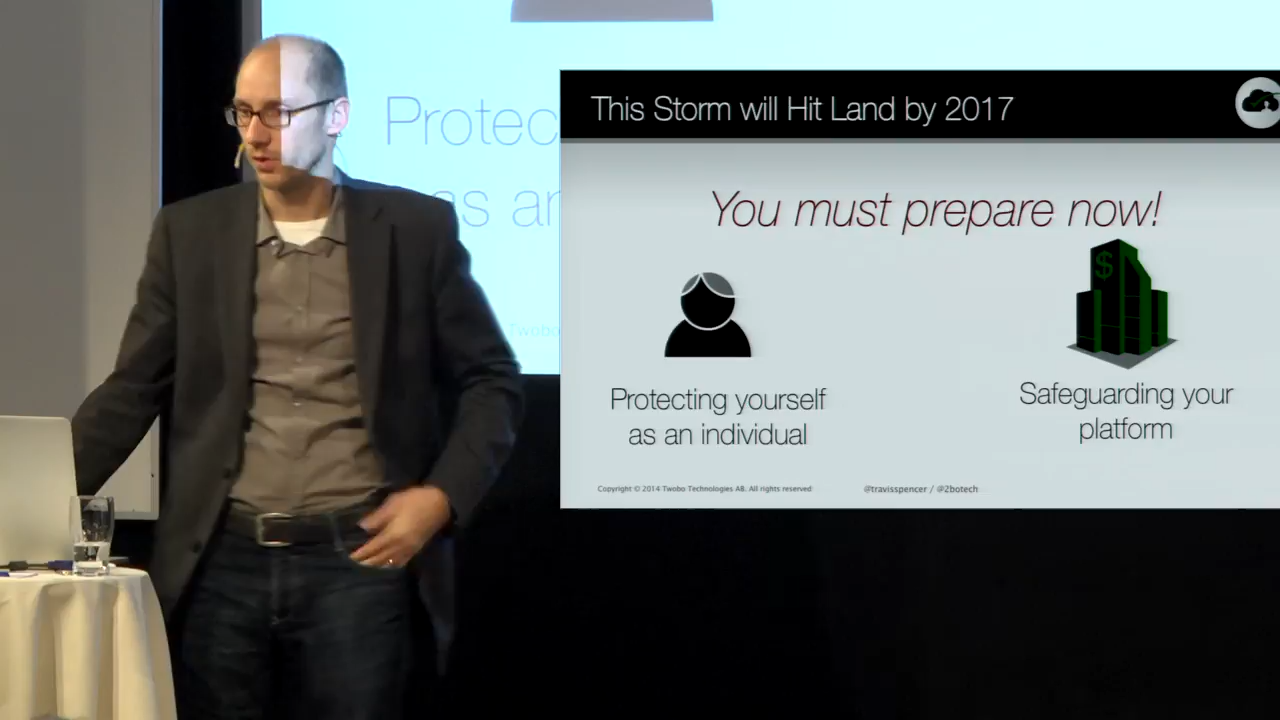 Protec
as an
Twobo
This Storm will Hit Land by 2017
You must prepare now!
$
Protecting yourself
as an individual
Safeguarding your
platform
Copyright © 2014 Twobo Technologies AB. All rights reserved
@travisspencer / @2botech